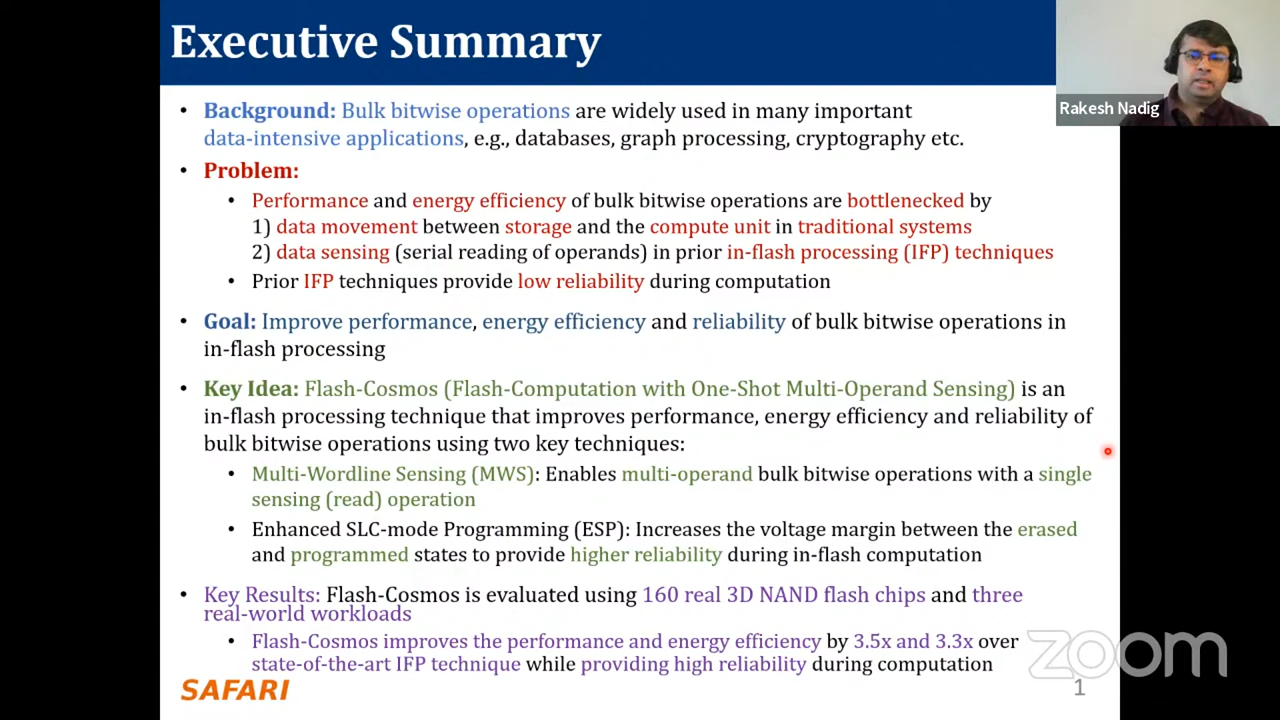 Executive Summary
Rakesh Nadig
• Background: Bulk bitwise operations are widely used in many important
data-intensive applications, e.g., databases, graph processing, cryptography etc.
• Problem:
• Performance and energy efficiency of bulk bitwise operations are bottlenecked by
1) data movement between storage and the compute unit in traditional systems
2) data sensing (serial reading of operands) in prior in-flash processing (IFP) techniques
• Prior IFP techniques provide low reliability during computation
• Goal: Improve performance, energy efficiency and reliability of bulk bitwise operations in
in-flash processing
• Key Idea: Flash-Cosmos (Flash-Computation with One-Shot Multi-Operand Sensing) is an
in-flash processing technique that improves performance, energy efficiency and reliability of
bulk bitwise operations using two key techniques:
• Multi-Wordline Sensing (MWS): Enables multi-operand bulk bitwise operations with a single
sensing (read) operation
• Enhanced SLC-mode Programming (ESP): Increases the voltage margin between the erased
and programmed states to provide higher reliability during in-flash computation
• Key Results: Flash-Cosmos is evaluated using 160 real 3D NAND flash chips and three
real-world workloads
• Flash-Cosmos improves the performance and energy efficiency by 3.5x and 3.3x over
state-of-the-art IFP technique while providing high reliability during computation
zoom
SAFARI
1